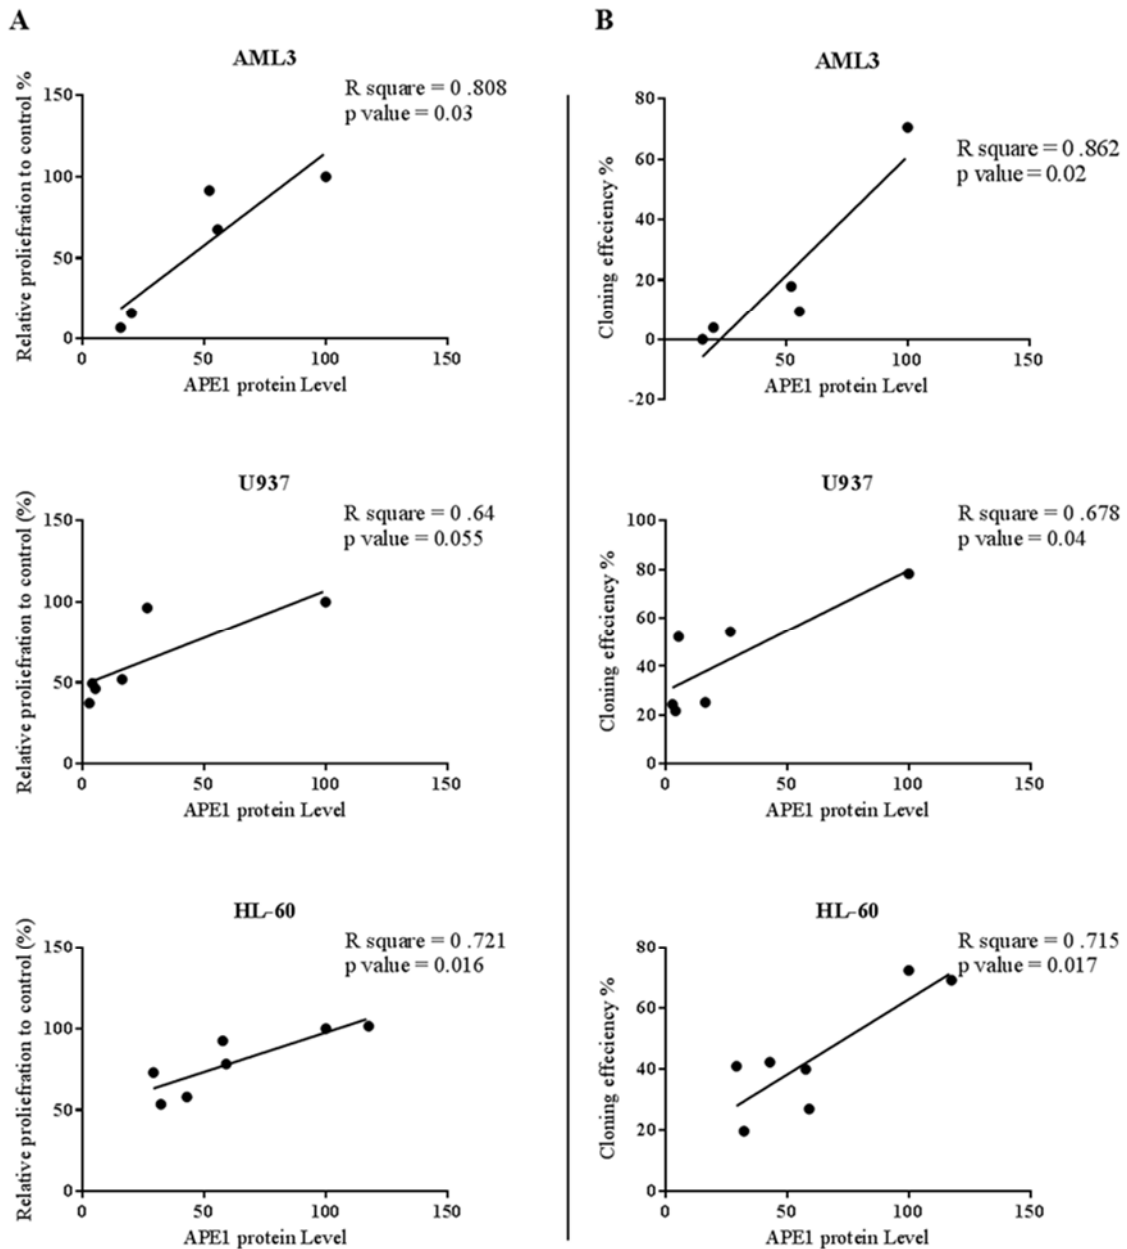 A
AML3
R square = 0 .808
p value = 0.03
Relative proliefration to control %
150
100
50
0
0 50 100 150
APE1 protein Level
U937
R square = 0 .64
p value = 0.055
Relative proliefration to control (%)
150
100
50
0
0 50 100 150
APE1 protein Level
HL-60
R square = 0 .721
p value = 0.016
Relative proliefration to control (%)
150
100
50
0
0 50 100 150
APE1 protein Level
B
AML3
R square = 0 .862
p value = 0.02
Cloning effeciency %
80
60
40
20
0
-20
50 100 150
APE1 protein Level
U937
R square = 0 .678
p value = 0.04
Cloning effeciency %
100
80
60
40
20
0
0 50 100 150
APE1 protein Level
HL-60
R square = 0 .715
p value = 0.017
Cloning effeciency %
80
60
40
20
0
0 50 100 150
APE1 protein Level